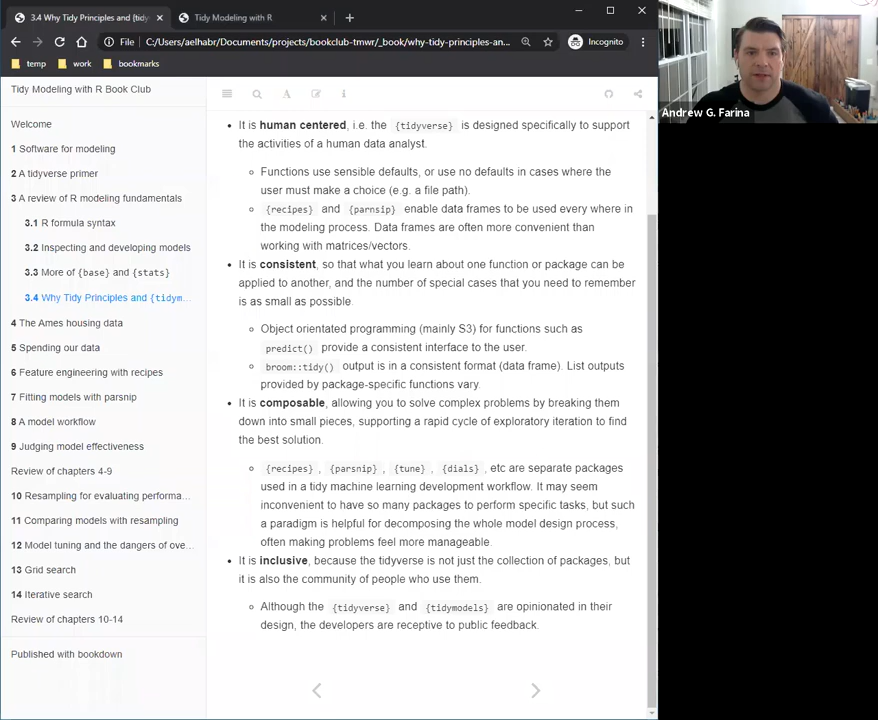 3.4 Why Tidy Principles and {tidy
Tidy Modeling with R
File
C:/Users/aelhabr/Documents/projects/bookclub-tmwr/_book/why-tidy-principles-an...
Incognito
temp
work
bookmarks
Tidy Modeling with R Book Club
Welcome
1 Software for modeling
2 A tidyverse primer
3 A review of R modeling fundamentals
3.1 R formula syntax
3.2 Inspecting and developing models
3.3 More of {base} and {stats}
3.4 Why Tidy Principles and {tidym...
4 The Ames housing data
5 Spending our data
6 Feature engineering with recipes
7 Fitting models with parsnip
8 A model workflow
9 Judging model effectiveness
Review of chapters 4-9
10 Resampling for evaluating performa...
11 Comparing models with resampling
12 Model tuning and the dangers of ove...
13 Grid search
14 Iterative search
Review of chapters 10-14
Published with bookdown
• It is human centered, i.e. the {tidyverse} is designed specifically to support
the activities of a human data analyst.
◦ Functions use sensible defaults, or use no defaults in cases where the
user must make a choice (e.g. a file path).
◦ {recipes} and {parnsip} enable data frames to be used every where in
the modeling process. Data frames are often more convenient than
working with matrices/vectors.
• It is consistent, so that what you learn about one function or package can be
applied to another, and the number of special cases that you need to remember
is as small as possible.
◦ Object orientated programming (mainly S3) for functions such as
predict() provide a consistent interface to the user.
◦ broom::tidy() output is in a consistent format (data frame). List outputs
provided by package-specific functions vary.
• It is composable, allowing you to solve complex problems by breaking them
down into small pieces, supporting a rapid cycle of exploratory iteration to find
the best solution.
◦ {recipes}, {parsnip}, {tune}, {dials}, etc are separate packages
used in a tidy machine learning development workflow. It may seem
inconvenient to have so many packages to perform specific tasks, but such
a paradigm is helpful for decomposing the whole model design process,
often making problems feel more manageable.
• It is inclusive, because the tidyverse is not just the collection of packages, but
it is also the community of people who use them.
◦ Although the {tidyverse} and {tidymodels} are opinionated in their
design, the developers are receptive to public feedback.
Andrew G. Farina